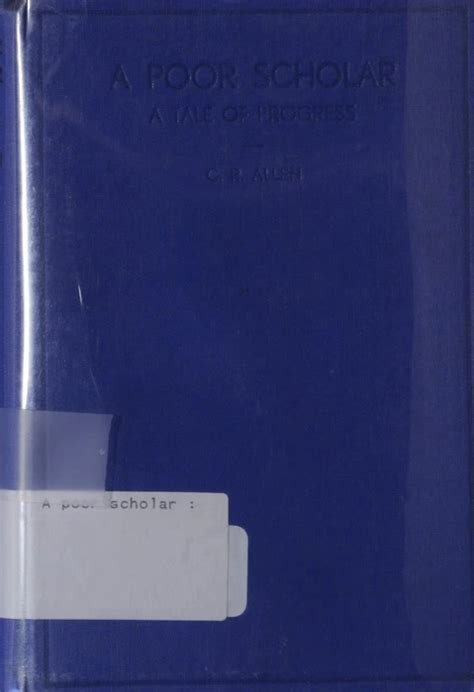 A POOR SCHOLAR
A TALE OF PROGRESS
C. R. ALLEN
A poor scholar :